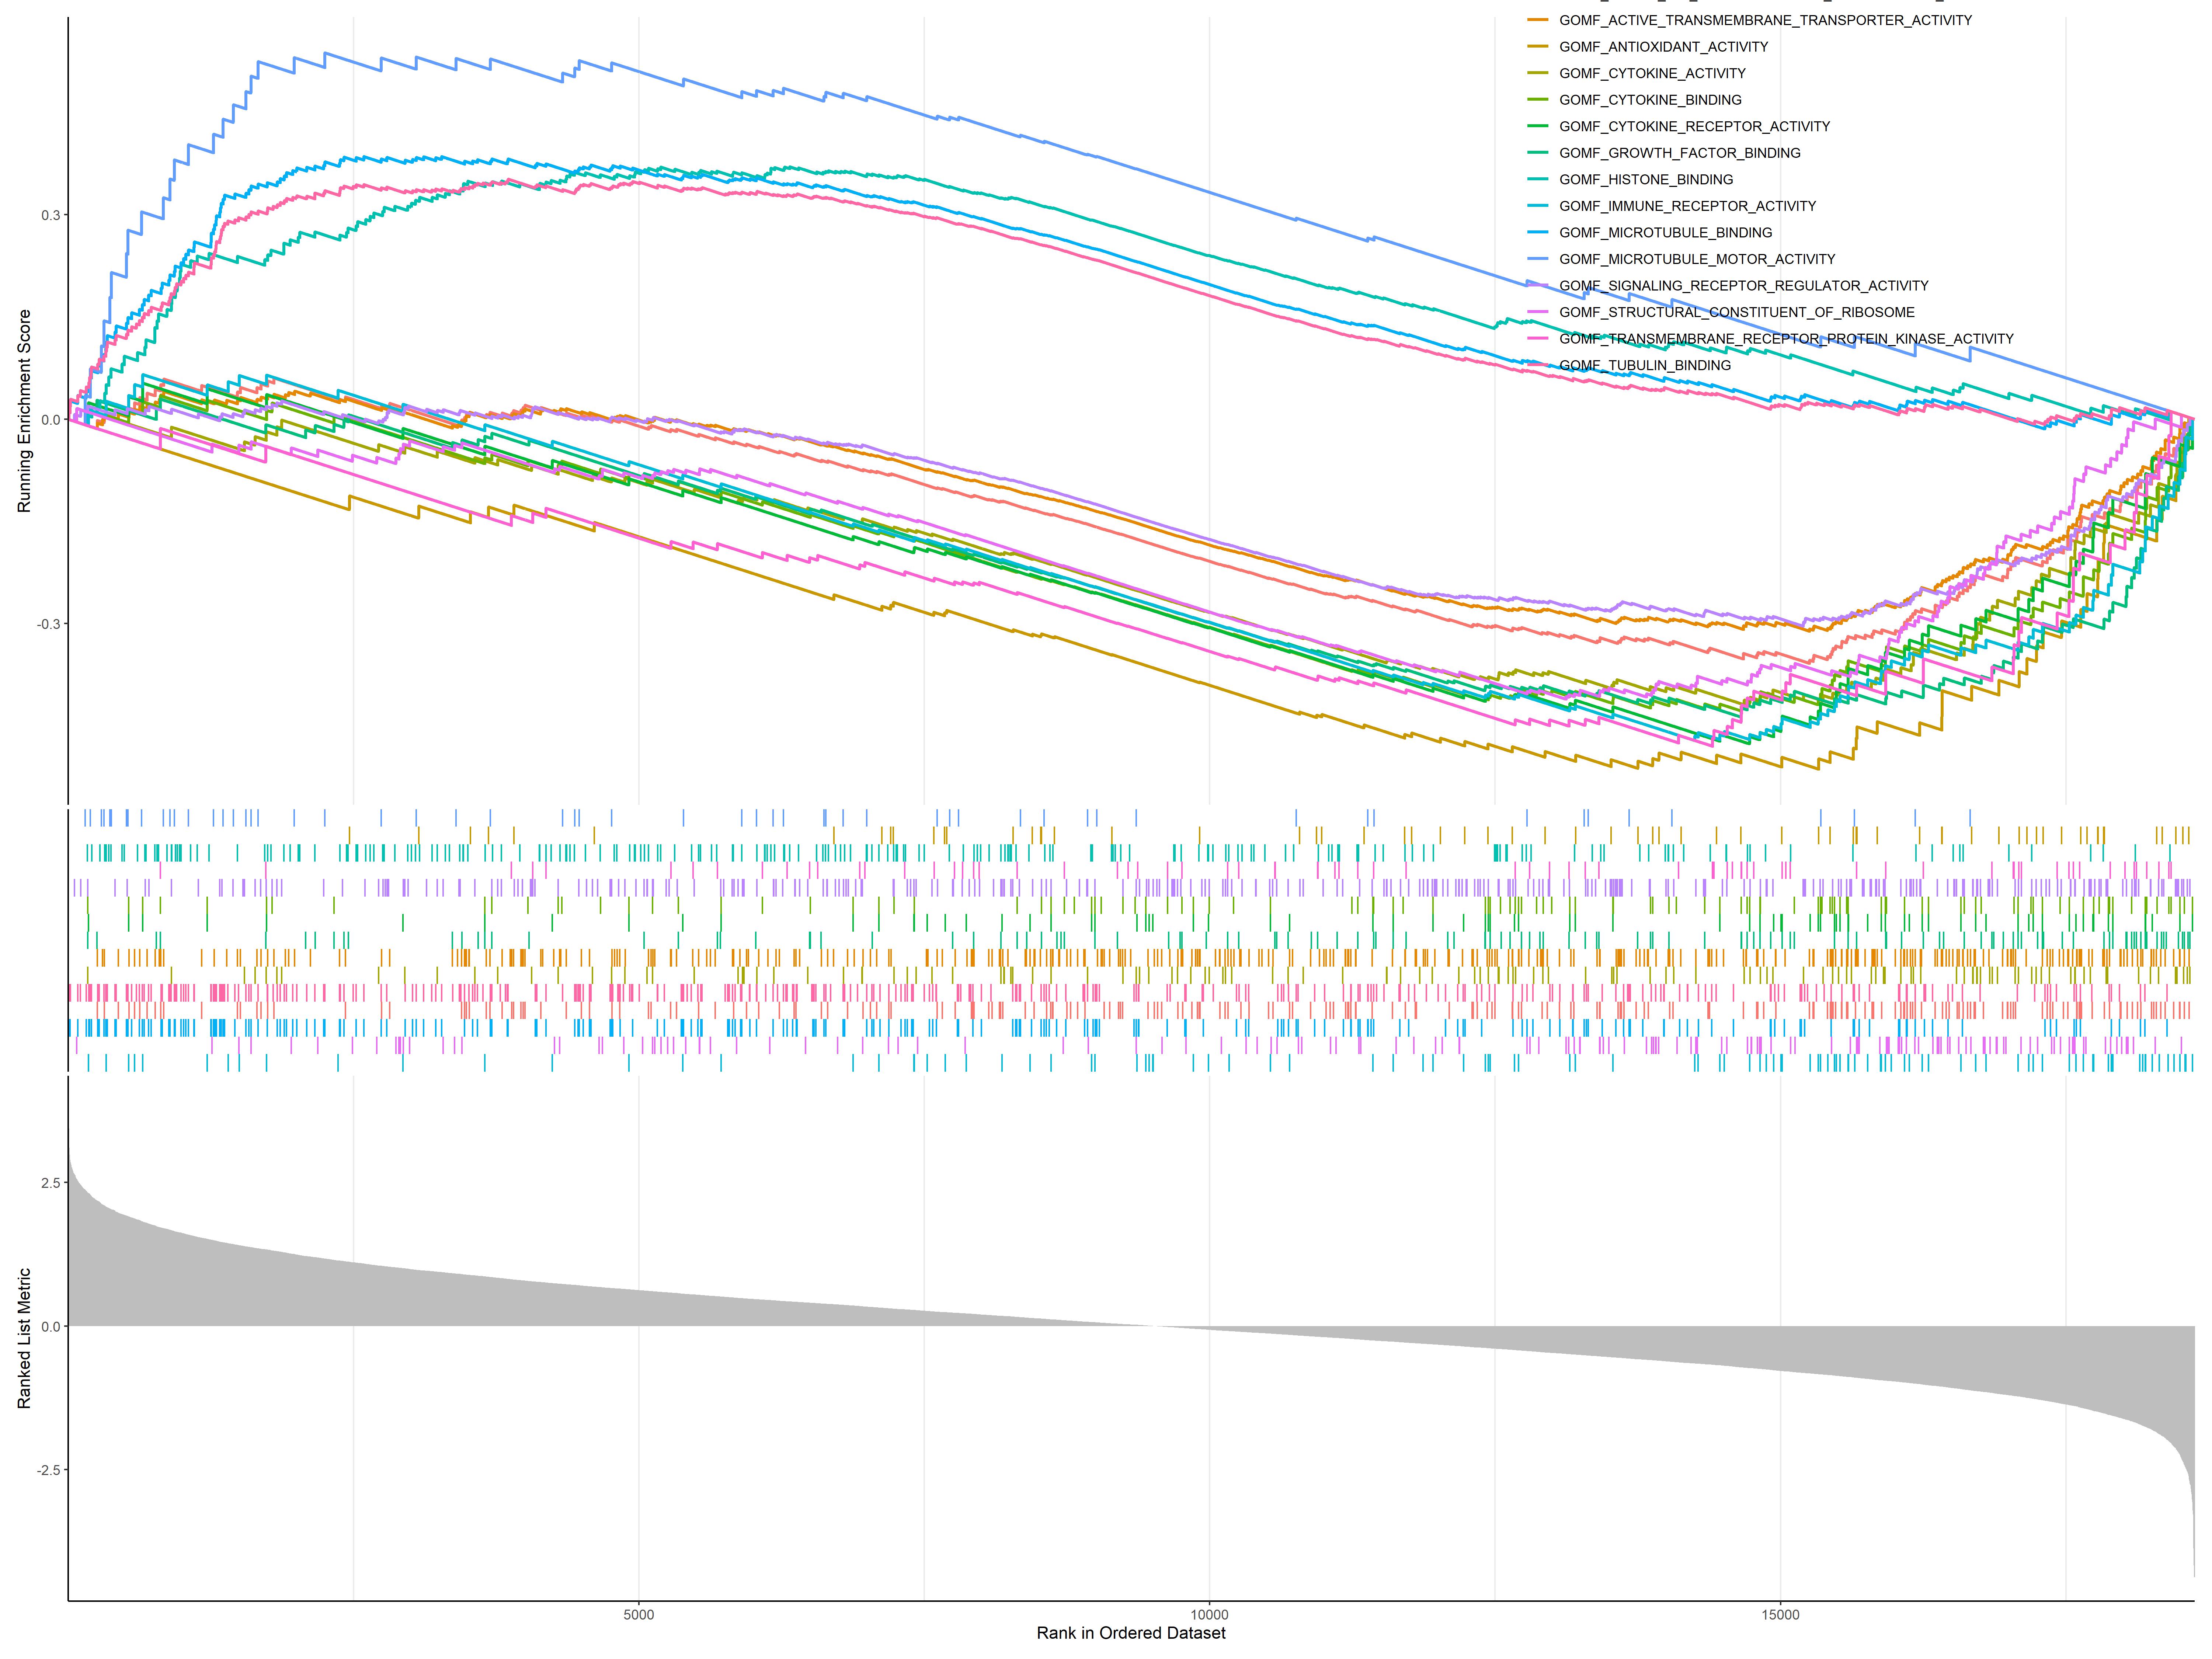 GOMF_ACTIVE_TRANSMEMBRANE_TRANSPORTER_ACTIVITY
GOMF_ANTIOXIDANT_ACTIVITY
GOMF_CYTOKINE_ACTIVITY
GOMF_CYTOKINE_BINDING
GOMF_CYTOKINE_RECEPTOR_ACTIVITY
GOMF_GROWTH_FACTOR_BINDING
GOMF_HISTONE_BINDING
GOMF_IMMUNE_RECEPTOR_ACTIVITY
GOMF_MICROTUBULE_BINDING
GOMF_MICROTUBULE_MOTOR_ACTIVITY
GOMF_SIGNALING_RECEPTOR_REGULATOR_ACTIVITY
GOMF_STRUCTURAL_CONSTITUENT_OF_RIBOSOME
GOMF_TRANSMEMBRANE_RECEPTOR_PROTEIN_KINASE_ACTIVITY
GOMF_TUBULIN_BINDING
Running Enrichment Score
0.3
0.0
-0.3
Ranked List Metric
2.5
0.0
-2.5
5000
10000
15000
Rank in Ordered Dataset